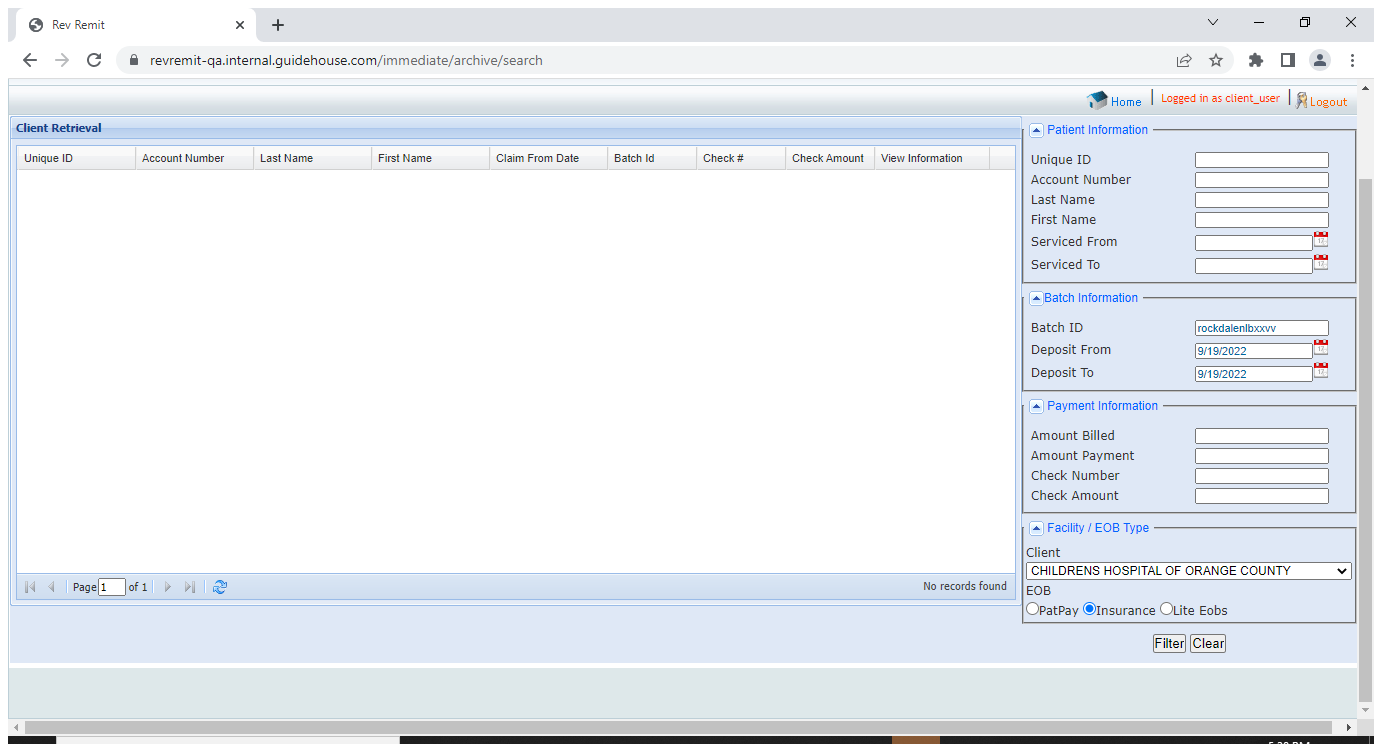 Rev Remit
revremit-qa.internal.guidehouse.com/immediate/archive/search
Home
Logged in as client_user
Logout
Client Retrieval
Unique ID Account Number Last Name First Name Claim From Date Batch Id Check # Check Amount View Information
Page 1 of 1
No records found
Patient Information
Unique ID
Account Number
Last Name
First Name
Serviced From
Serviced To
Batch Information
Batch ID rockdalenlbxxvv
Deposit From 9/19/2022
Deposit To 9/19/2022
Payment Information
Amount Billed
Amount Payment
Check Number
Check Amount
Facility / EOB Type
Client
CHILDRENS HOSPITAL OF ORANGE COUNTY
EOB
PatPay Insurance Lite Eobs
Filter Clear